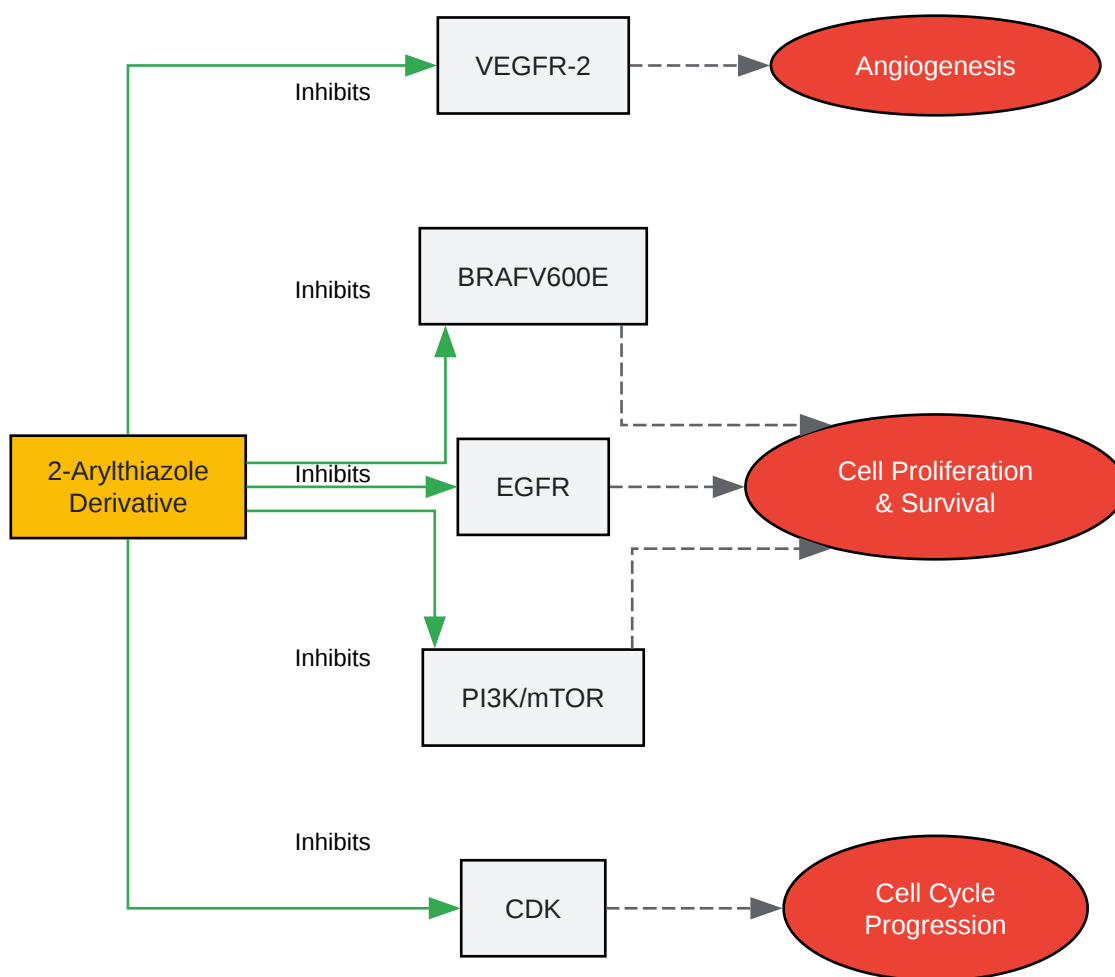 VEGFR-2
Angiogenesis
Inhibits
BRAFV600E
Inhibits
2-Arylthiazole
Derivative
Inhibits
EGFR
Cell Proliferation
& Survival
Inhibits
PI3K/mTOR
Inhibits
CDK
Cell Cycle
Progression